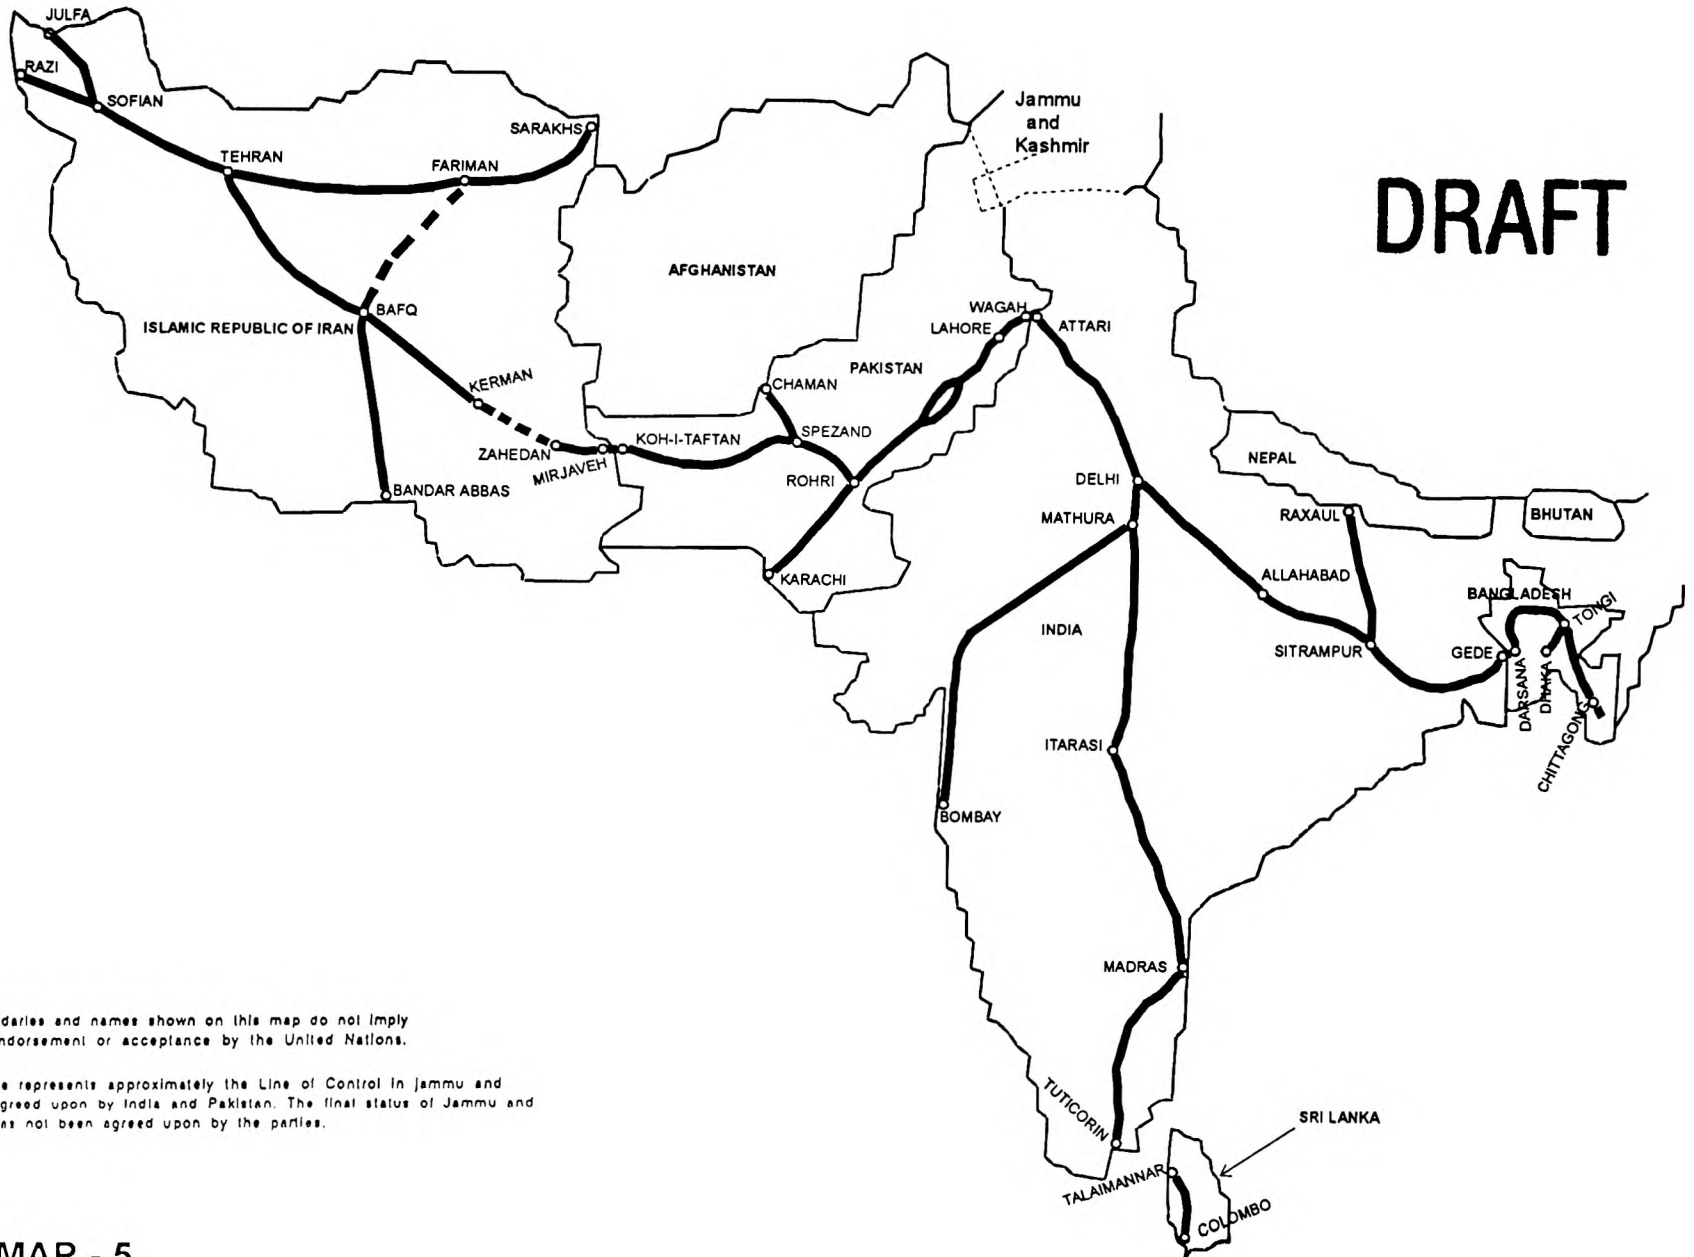 JULFA
RAZI
SOFIAN
TEHRAN
FARIMAN
SARAKHS
Jammu
and
Kashmir
DRAFT
AFGHANISTAN
ISLAMIC REPUBLIC OF IRAN
BAFQ
WAGAH
LAHORE
ATTARI
PAKISTAN
KERMAN
CHAMAN
ZAHEDAN
MIRJAVEH
KOH-I-TAFTAN
SPEZAND
ROHRI
BANDAR ABBAS
KARACHI
DELHI
MATHURA
NEPAL
RAXAUL
BHUTAN
ALLAHABAD
BANGLADESH
TONGI
INDIA
SITRAMPUR
GEDE
DARSANA
DHAKA
CHITTAGONG
ITARASI
BOMBAY
MADRAS
TUTICORIN
SRI LANKA
TALAIMANNAR
COLOMBO
daries and names shown on this map do not imply
ndorsement or acceptance by the United Nations.
e represents approximately the Line of Control in Jammu and
greed upon by India and Pakistan. The final status of Jammu and
as not been agreed upon by the parties.
MAP - 5